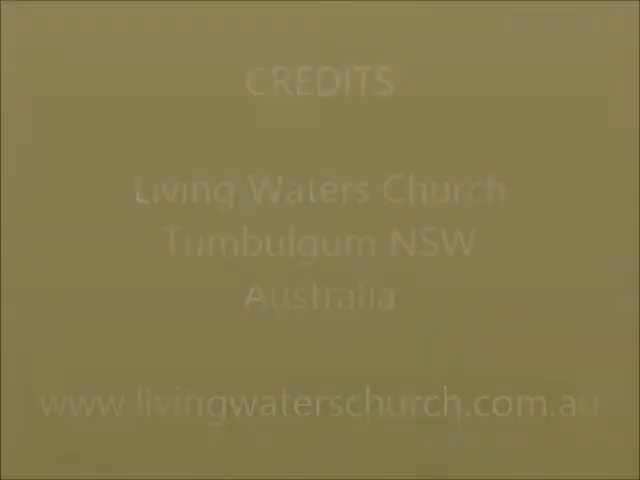 CREDITS
Living Waters Church
Tumbulgum NSW
Australia
www.livingwaterschurch.com.au